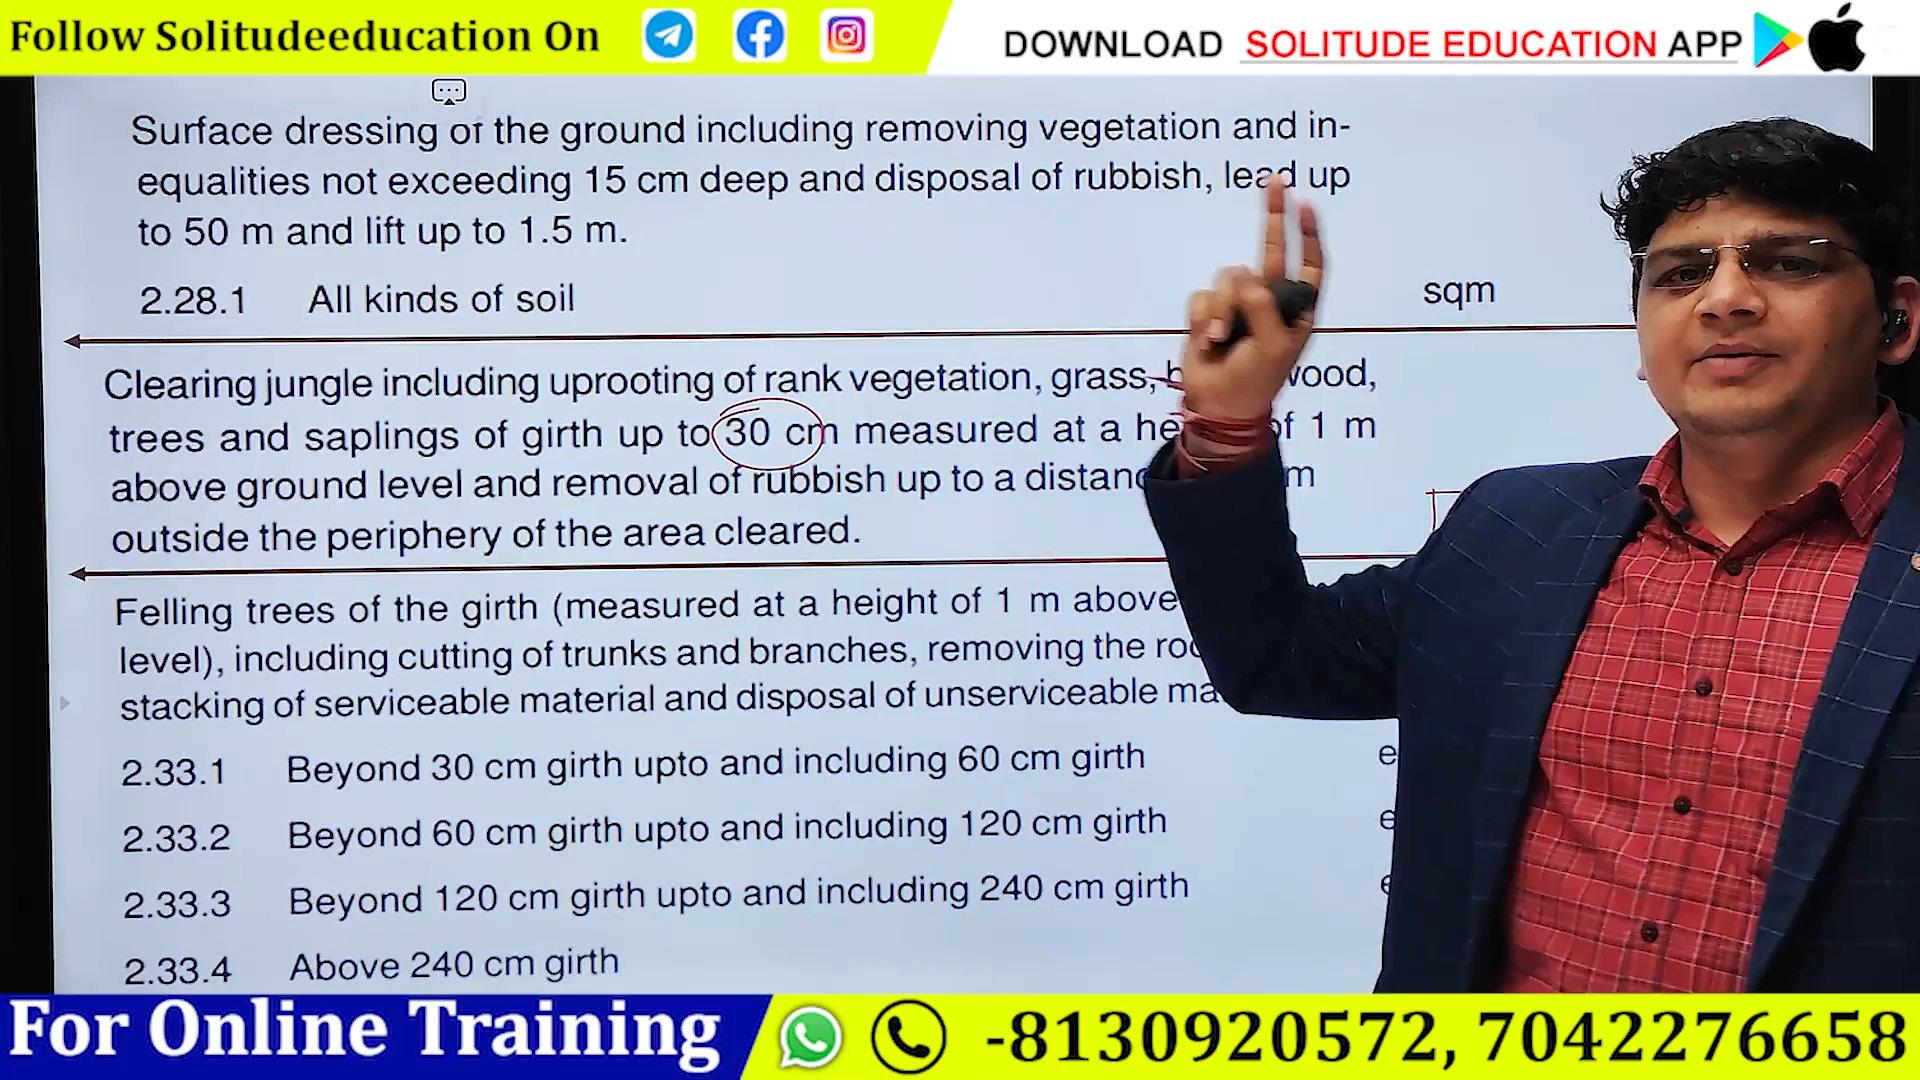 Follow Solitudeeducation On
DOWNLOAD SOLITUDE EDUCATION APP
Surface dressing of the ground including removing vegetation and in-
equalities not exceeding 15 cm deep and disposal of rubbish, lead up
to 50 m and lift up to 1.5 m.
2.28.1 All kinds of soil sqm
Clearing jungle including uprooting of rank vegetation, grass,
trees and saplings of girth up to 30 cm measured at a of 1 m
above ground level and removal of rubbish up to a m
outside the periphery of the area cleared.
Felling trees of the girth (measured at a height of 1 m above
level), including cutting of trunks and branches, removing the
stacking of serviceable material and disposal of unserviceable
2.33.1 Beyond 30 cm girth upto and including 60 cm girth
2.33.2 Beyond 60 cm girth upto and including 120 cm girth
2.33.3 Beyond 120 cm girth upto and including 240 cm girth
2.33.4 Above 240 cm girth
For Online Training -8130920572, 7042276658